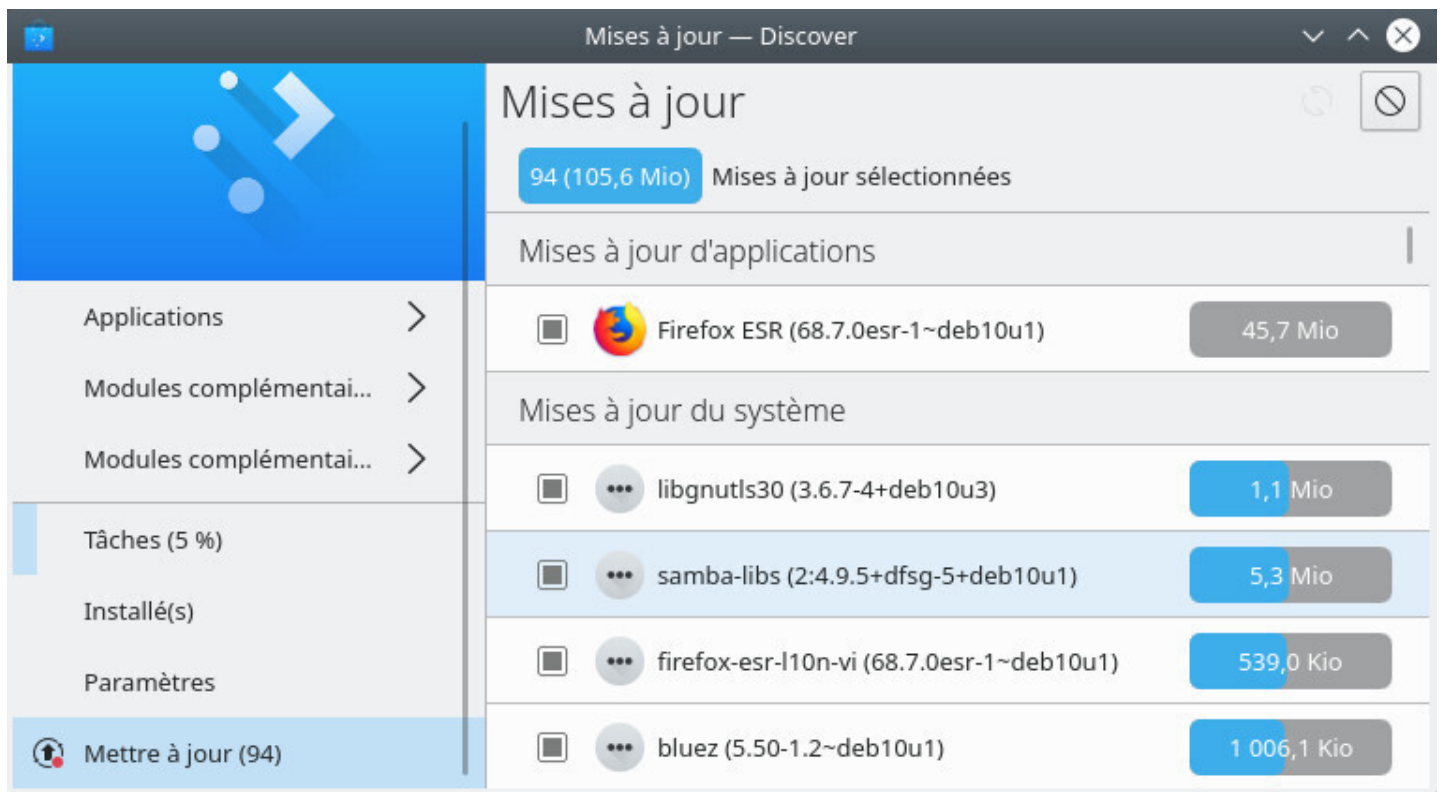 Mises à jour — Discover
Applications
Modules complémentai...
Modules complémentai...
Tâches (5 %)
Installé(s)
Paramètres
Mettre à jour (94)
Mises à jour
94 (105,6 Mio) Mises à jour sélectionnées
Mises à jour d'applications
Firefox ESR (68.7.0esr-1~deb10u1) 45,7 Mio
Mises à jour du système
libgnutls30 (3.6.7-4+deb10u3) 1,1 Mio
samba-libs (2:4.9.5+dfsg-5+deb10u1) 5,3 Mio
firefox-esr-l10n-vi (68.7.0esr-1~deb10u1) 539,0 Kio
bluez (5.50-1.2~deb10u1) 1 006,1 Kio